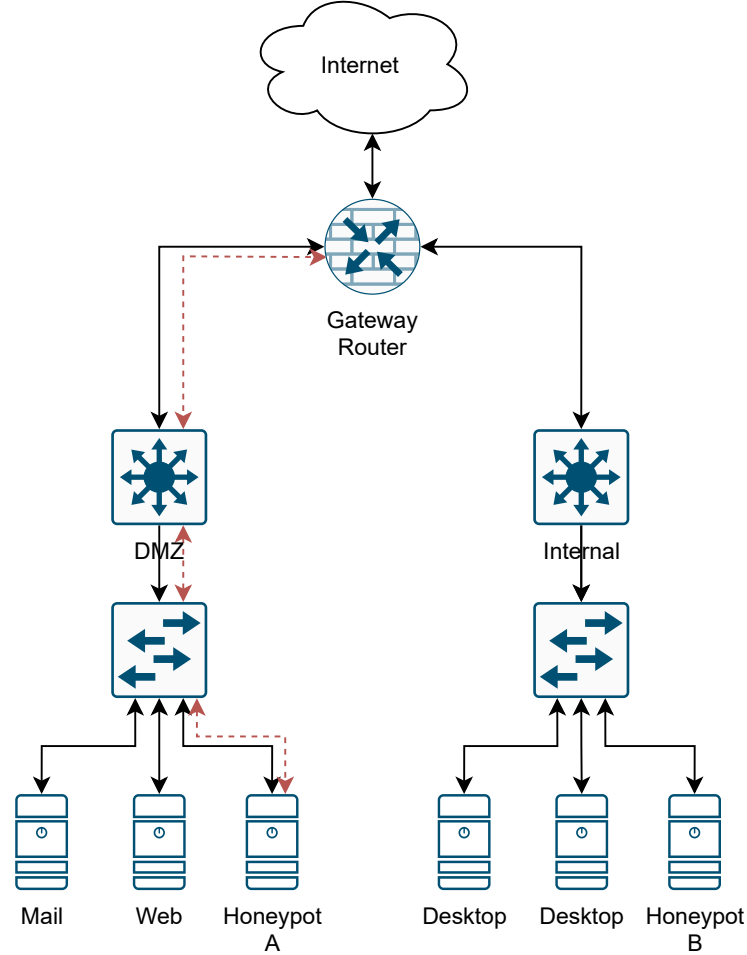 Internet
Gateway
Router
DMZ
Internal
Mail
Web
Honeypot
A
Desktop
Desktop
Honeypot
B